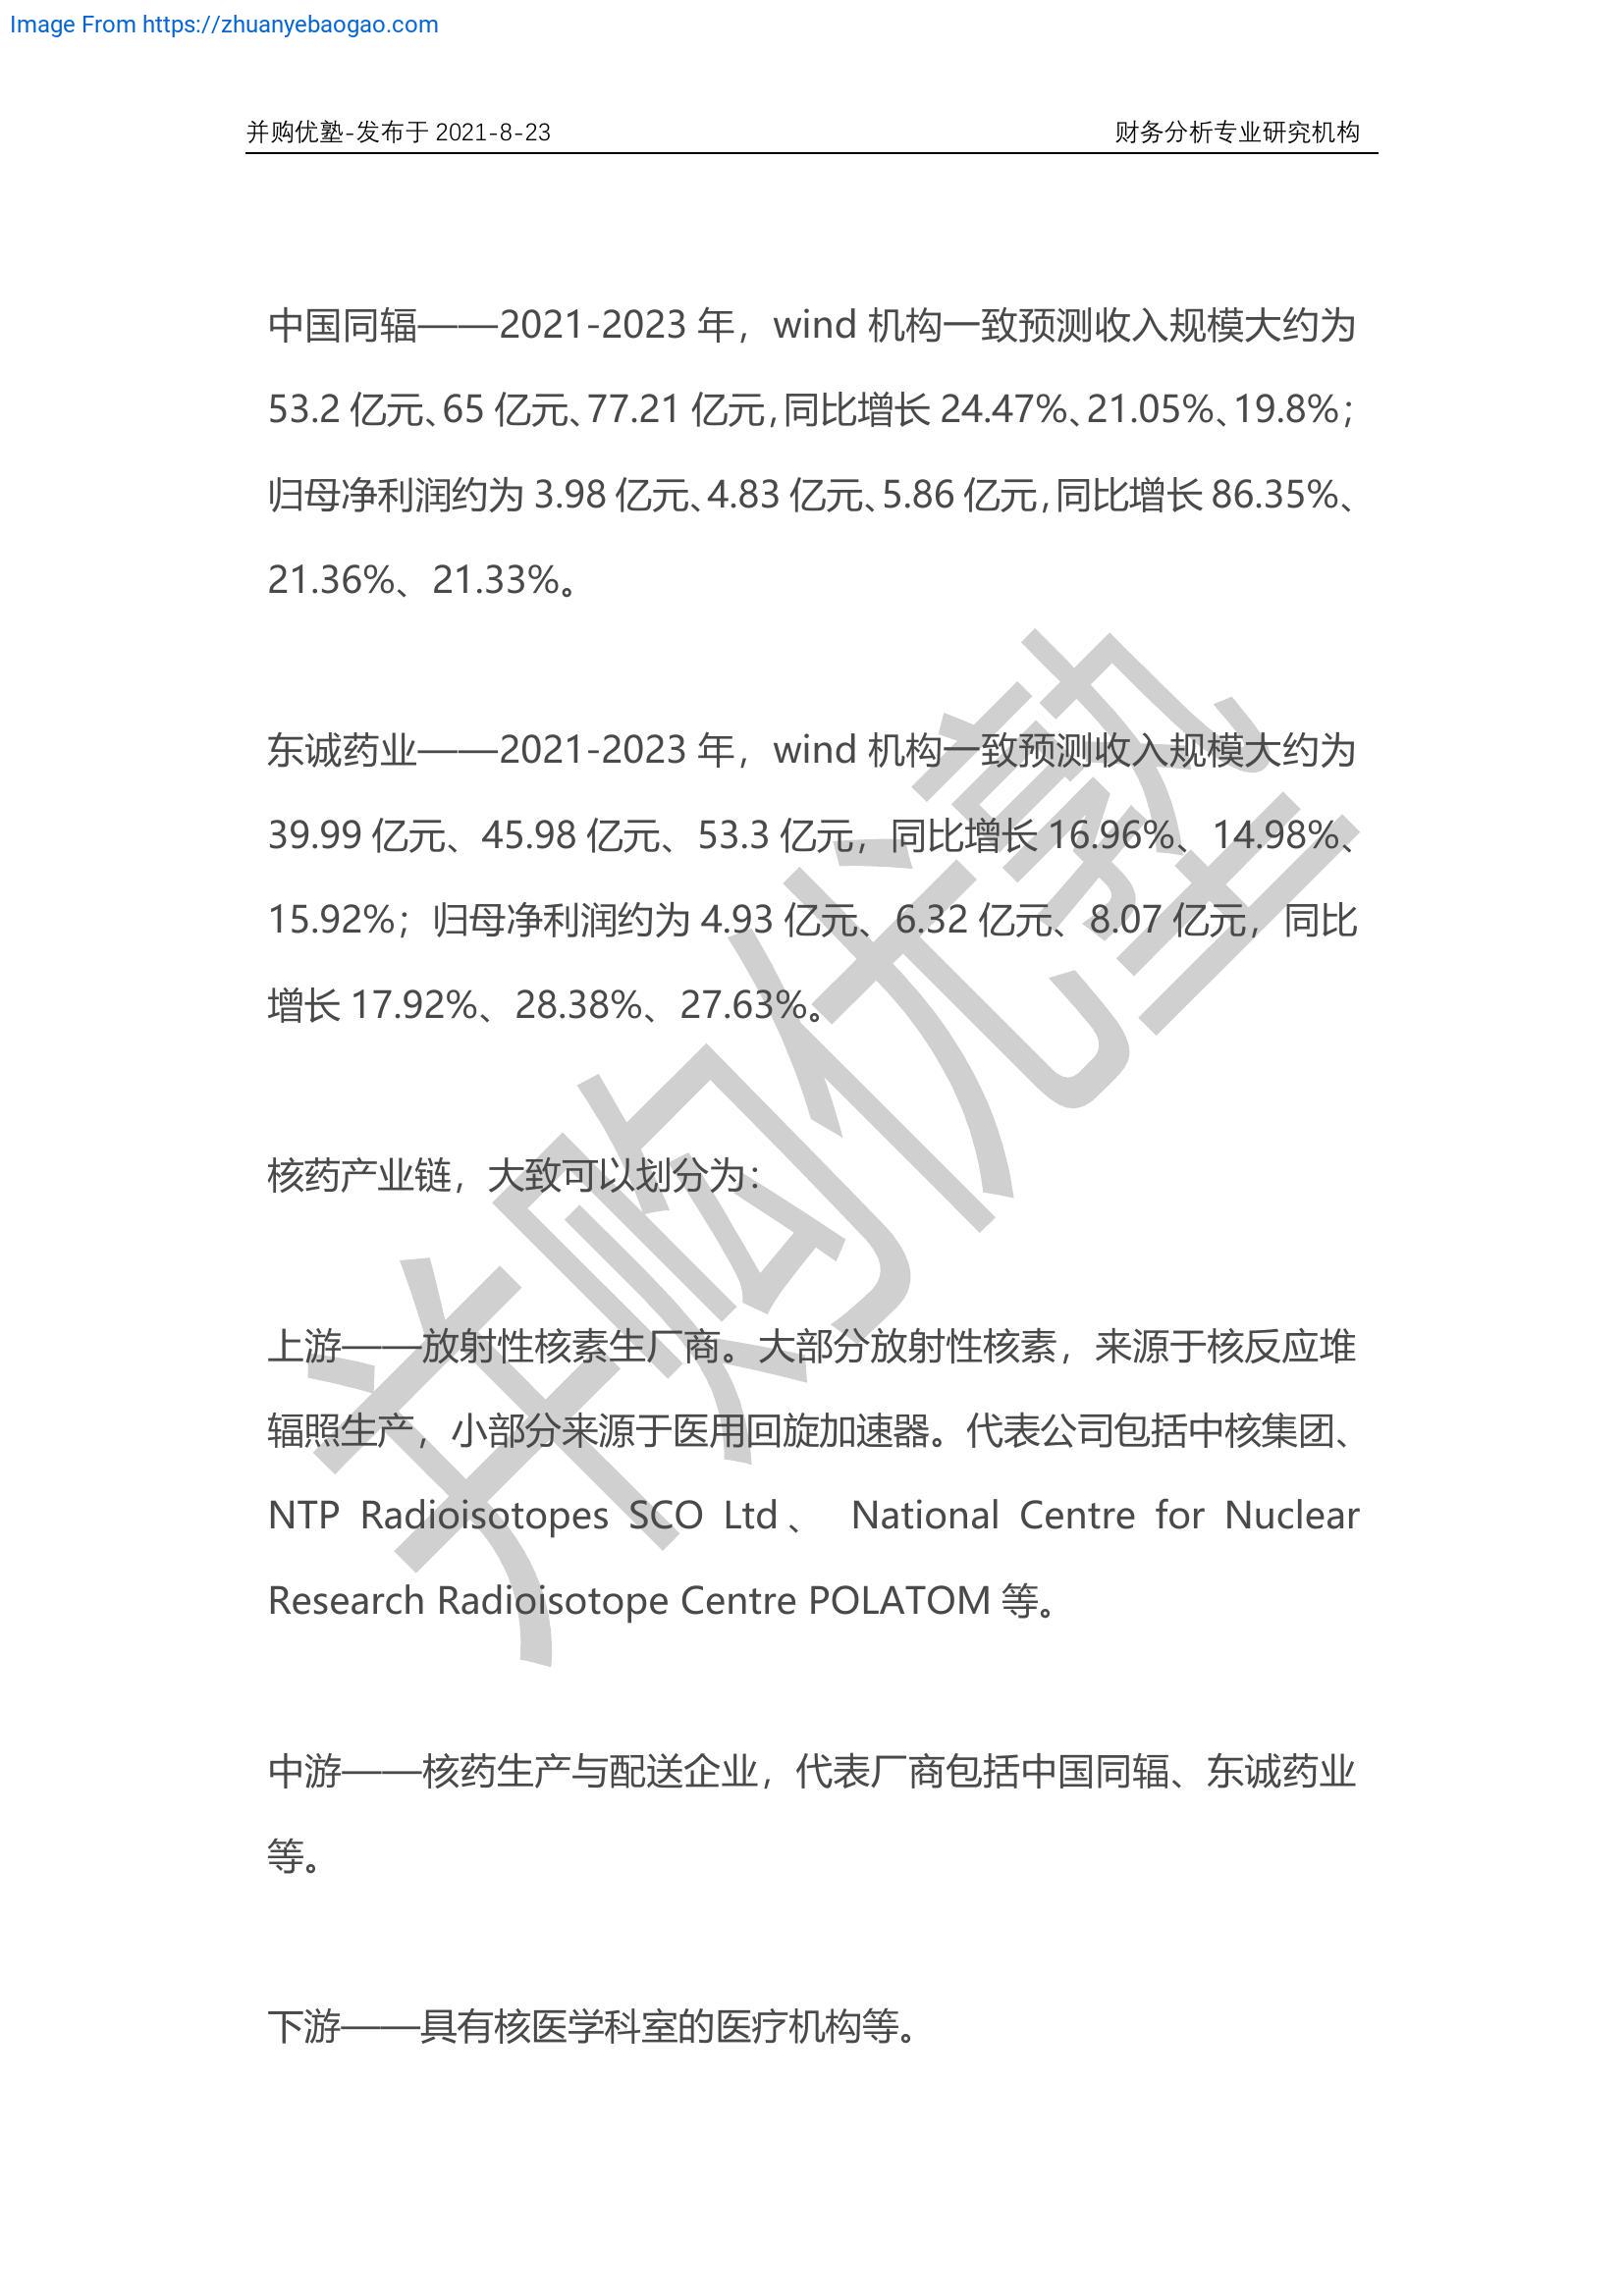 Image From https://zhuanyebaogao.com
并购优塾-发布于 2021-8-23 财务分析专业研究机构
中国同辐——2021-2023 年，wind 机构一致预测收入规模大约为
53.2 亿元、65 亿元、77.21 亿元，同比增长 24.47%、21.05%、19.8%；
归母净利润约为 3.98 亿元、4.83 亿元、5.86 亿元，同比增长 86.35%、
21.36%、21.33%。
东诚药业——2021-2023 年，wind 机构一致预测收入规模大约为
39.99 亿元、45.98 亿元、53.3 亿元，同比增长 16.96%、14.98%、
15.92%；归母净利润约为 4.93 亿元、6.32 亿元、8.07 亿元，同比
增长 17.92%、28.38%、27.63%。
核药产业链，大致可以划分为：
上游——放射性核素生厂商。大部分放射性核素，来源于核反应堆
辐照生产，小部分来源于医用回旋加速器。代表公司包括中核集团、
NTP Radioisotopes SCO Ltd、 National Centre for Nuclear
Research Radioisotope Centre POLATOM 等。
中游——核药生产与配送企业，代表厂商包括中国同辐、东诚药业
等。
下游——具有核医学科室的医疗机构等。
并购优塾